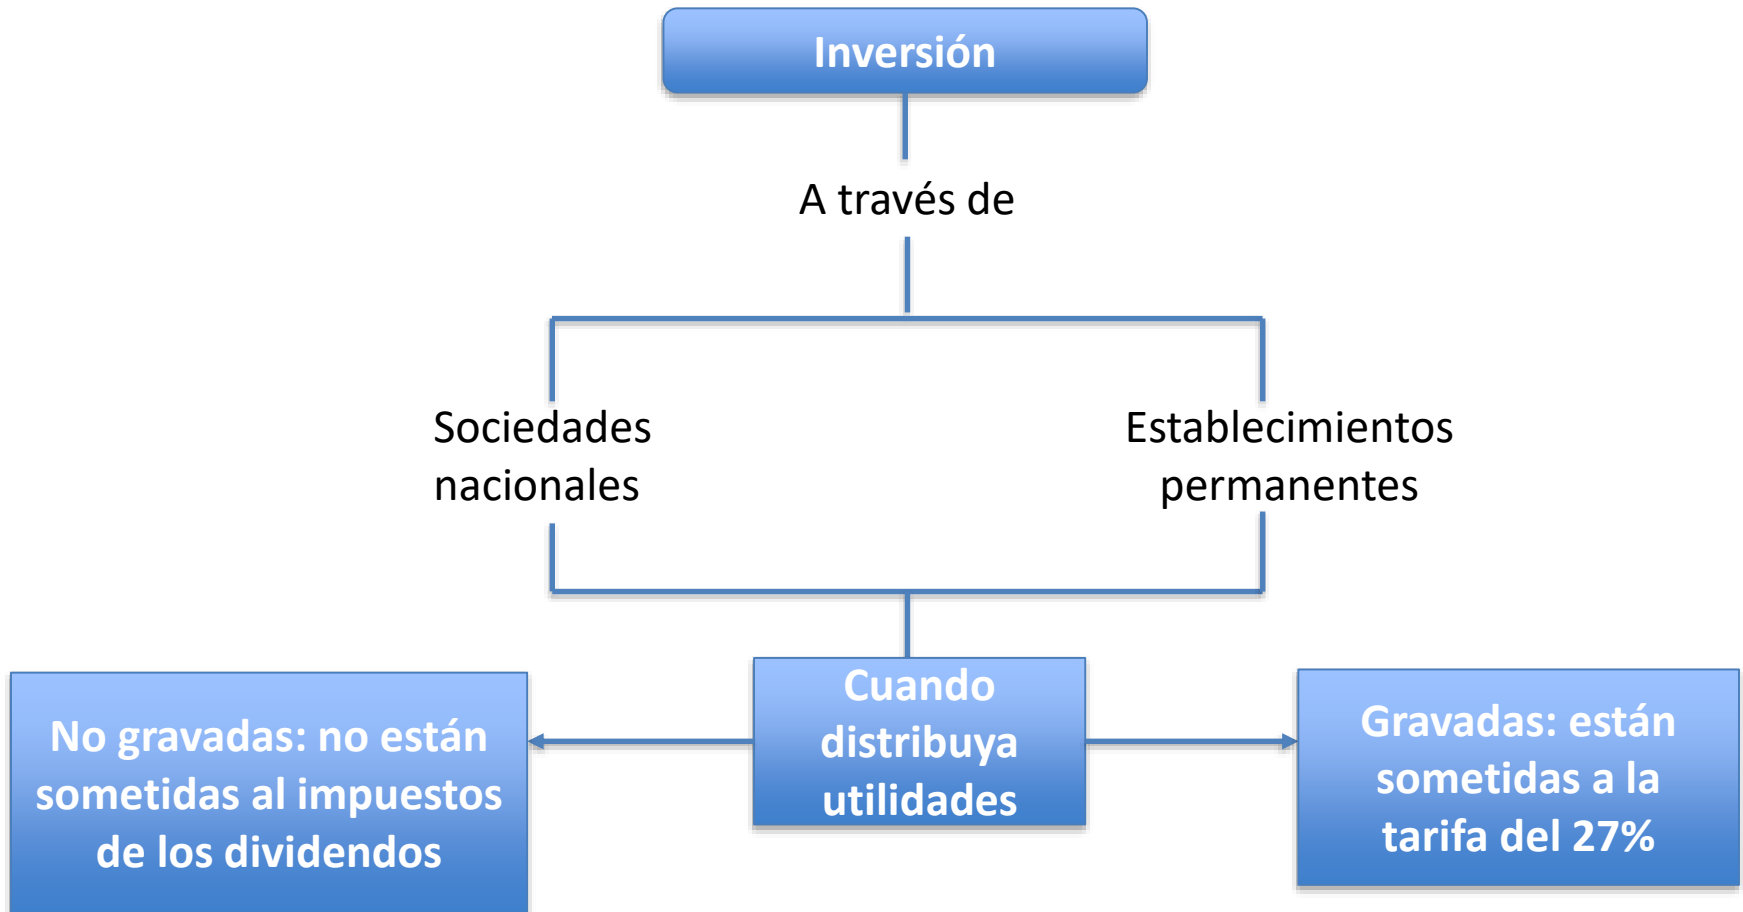 Inversión
A través de
Sociedades
nacionales
Establecimientos
permanentes
No gravadas: no están
sometidas al impuestos
de los dividendos
Cuando
distribuya
utilidades
Gravadas: están
sometidas a la
tarifa del 27%